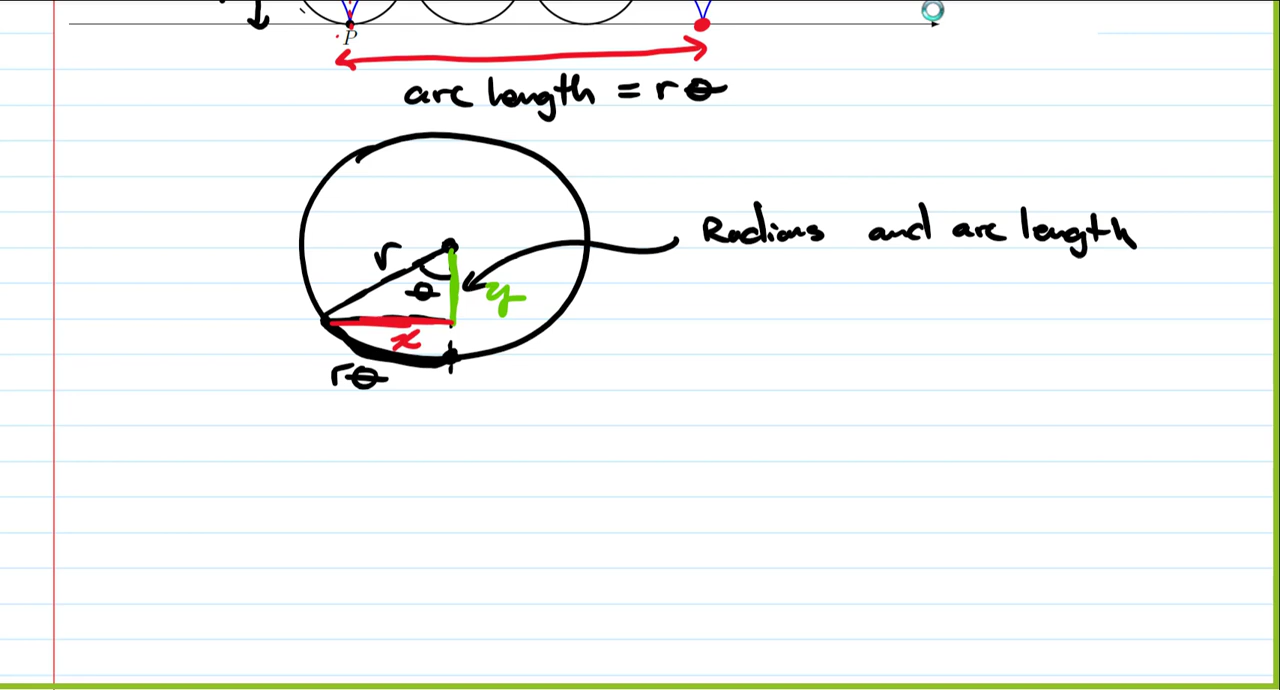 P
arc length = rθ
Radians and arc length
r
θ
y
x
rθ